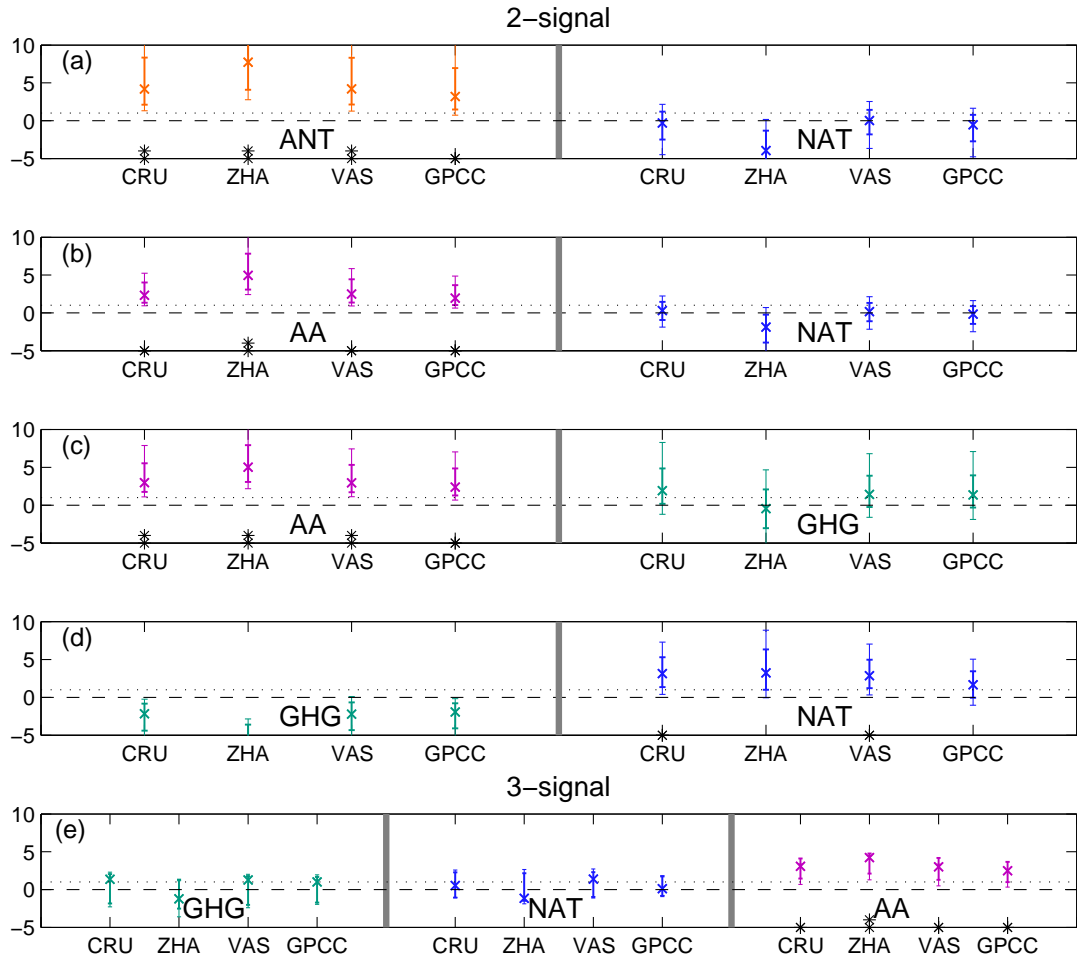 2−signal
10
5
0
−5
(a)
ANT
NAT
CRU ZHA VAS GPCC CRU ZHA VAS GPCC
10
5
0
−5
(b)
AA
NAT
CRU ZHA VAS GPCC CRU ZHA VAS GPCC
10
5
0
−5
(c)
AA
GHG
CRU ZHA VAS GPCC CRU ZHA VAS GPCC
10
5
0
−5
(d)
GHG
NAT
CRU ZHA VAS GPCC CRU ZHA VAS GPCC
3−signal
10
5
0
−5
(e)
GHG
NAT
AA
CRU ZHA VAS GPCC CRU ZHA VAS GPCC CRU ZHA VAS GPCC